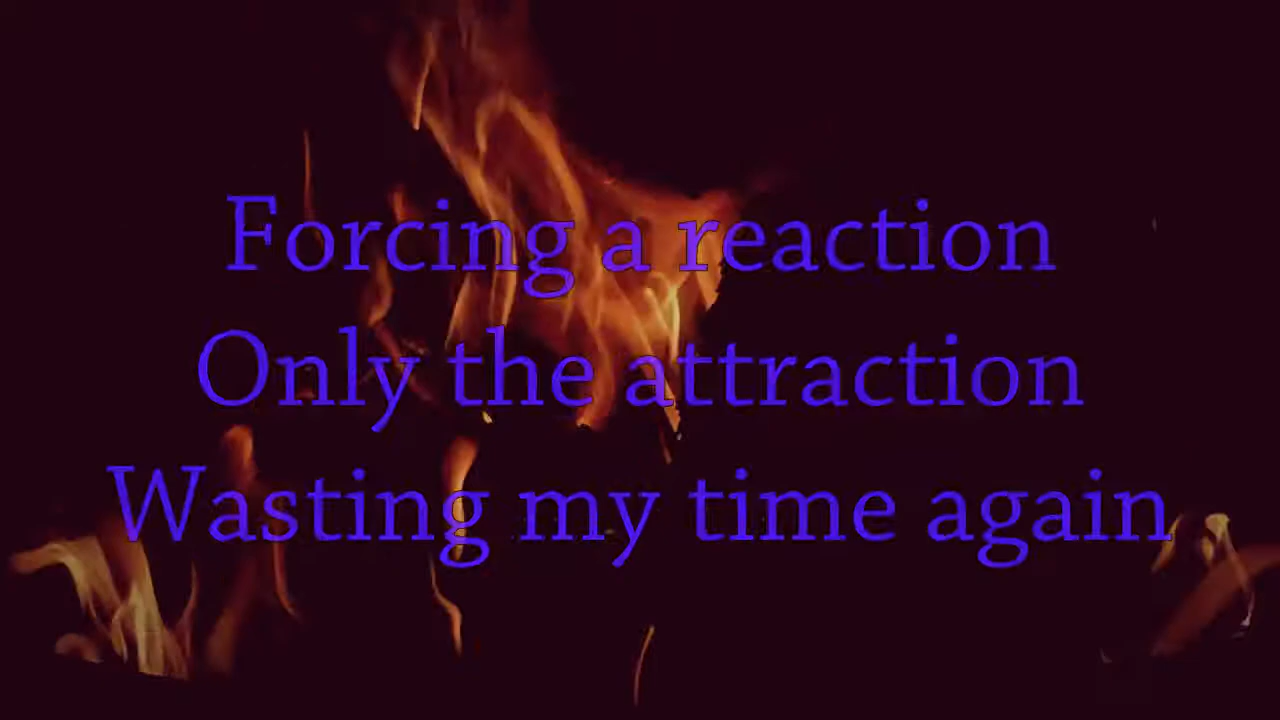 Forcing a reaction
Only the attraction
Wasting my time again